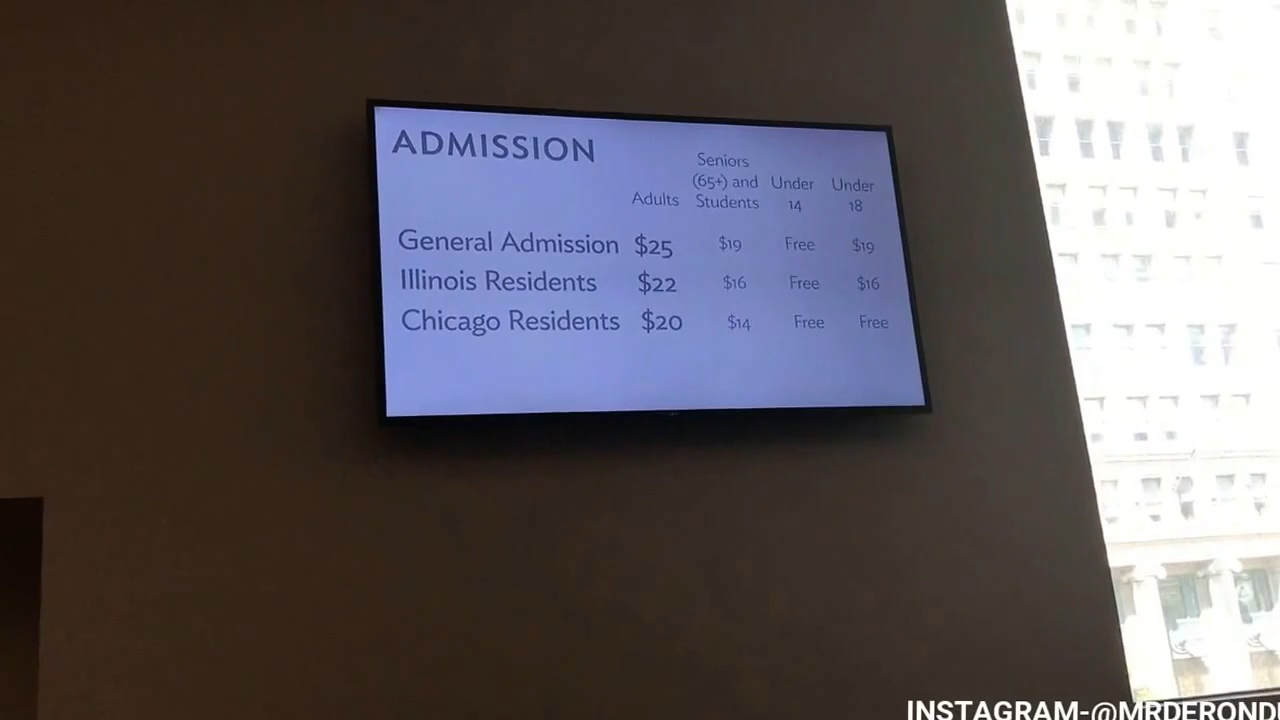 ADMISSION
Adults Seniors (65+) and Students Under 14 Under 18
General Admission $25 $19 Free $19
Illinois Residents $22 $16 Free $16
Chicago Residents $20 $14 Free Free
INSTAGRAM-@MRDFROND